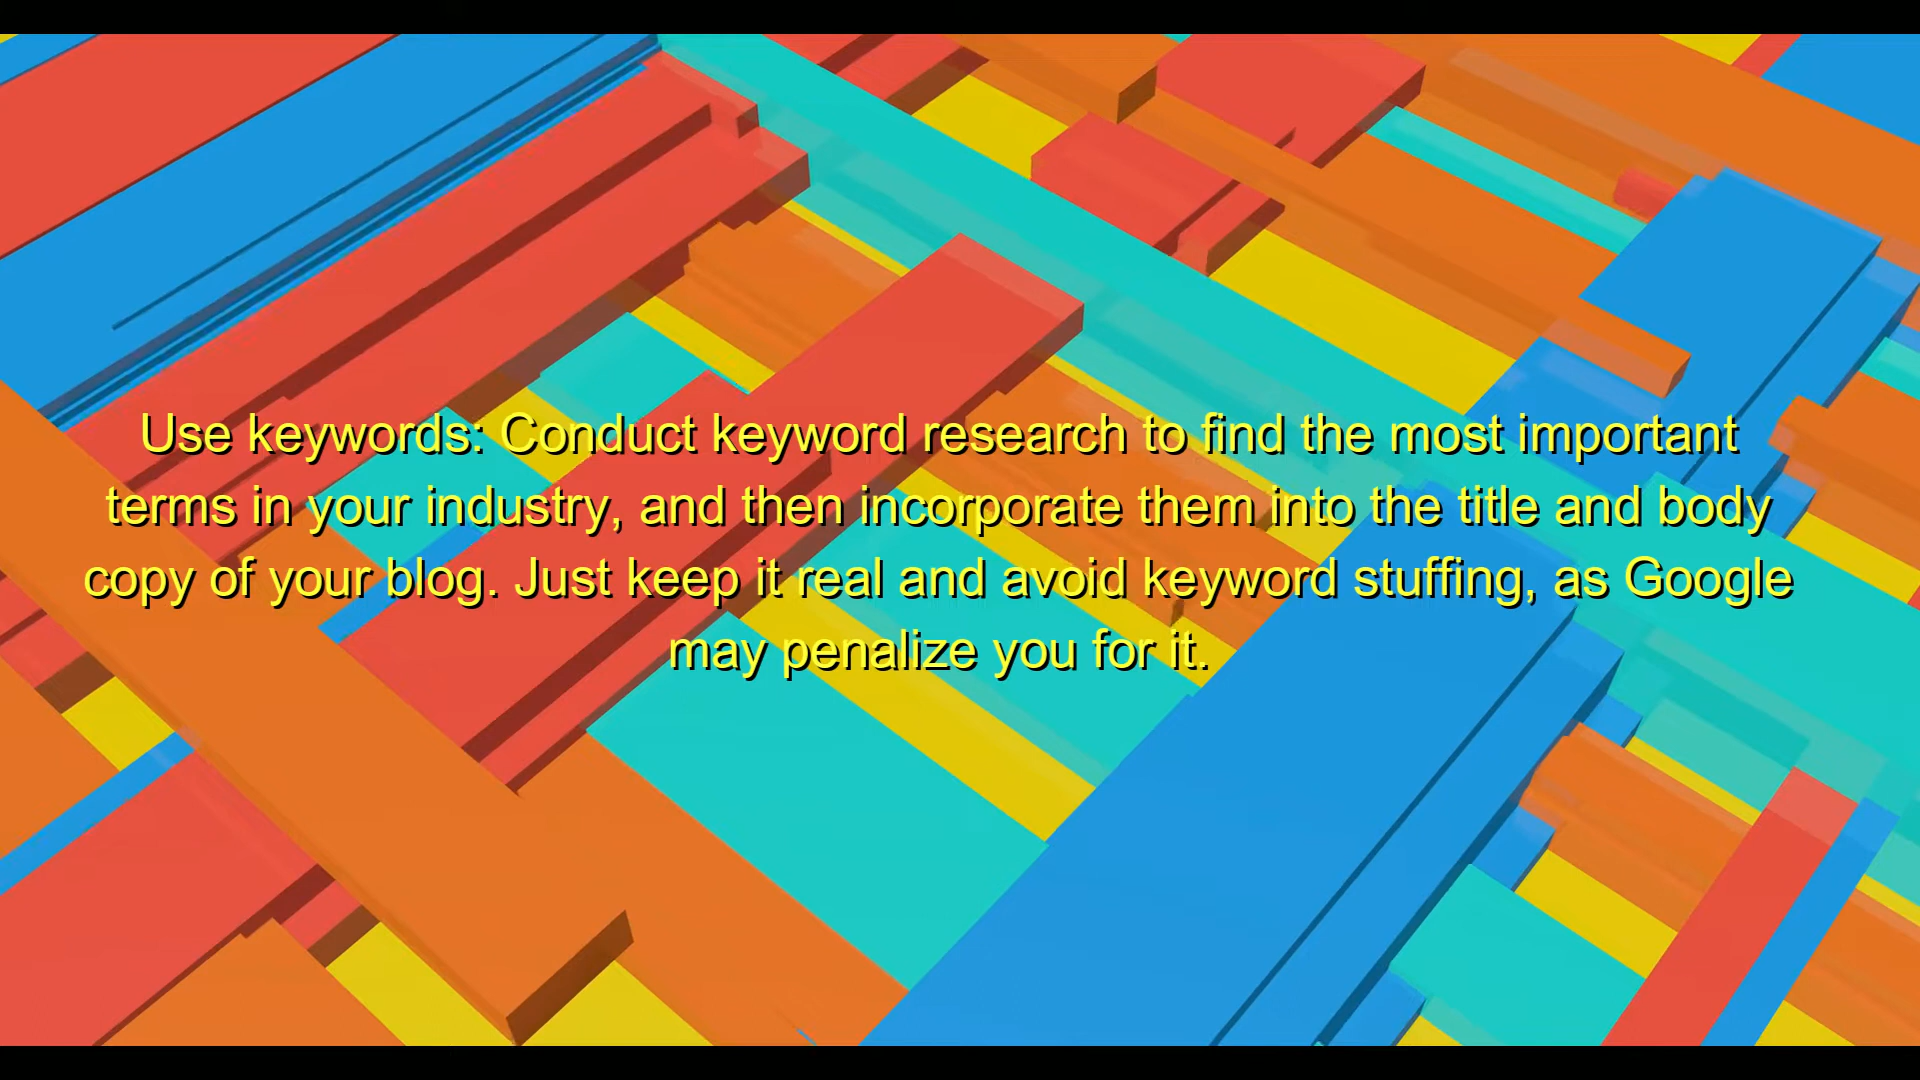 Use keywords: Conduct keyword research to find the most important
terms in your industry, and then incorporate them into the title and body
copy of your blog. Just keep it real and avoid keyword stuffing, as Google
may penalize you for it.